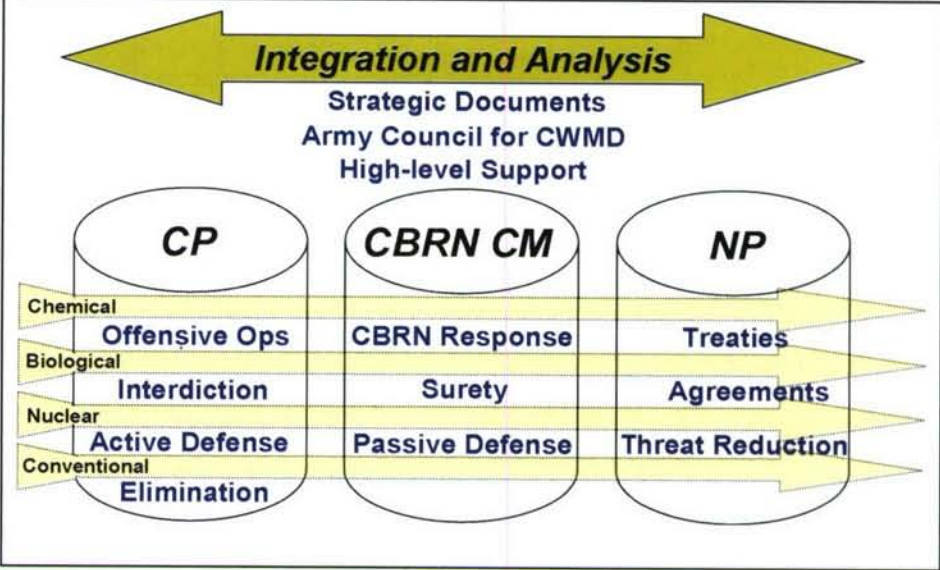 Integration and Analysis
Strategic Documents
Army Council for CWMD
High-level Support
CP
CBRN CM
NP
Chemical
Offensive Ops
CBRN Response
Treaties
Biological
Interdiction
Surety
Agreements
Nuclear
Active Defense
Passive Defense
Threat Reduction
Conventional
Elimination